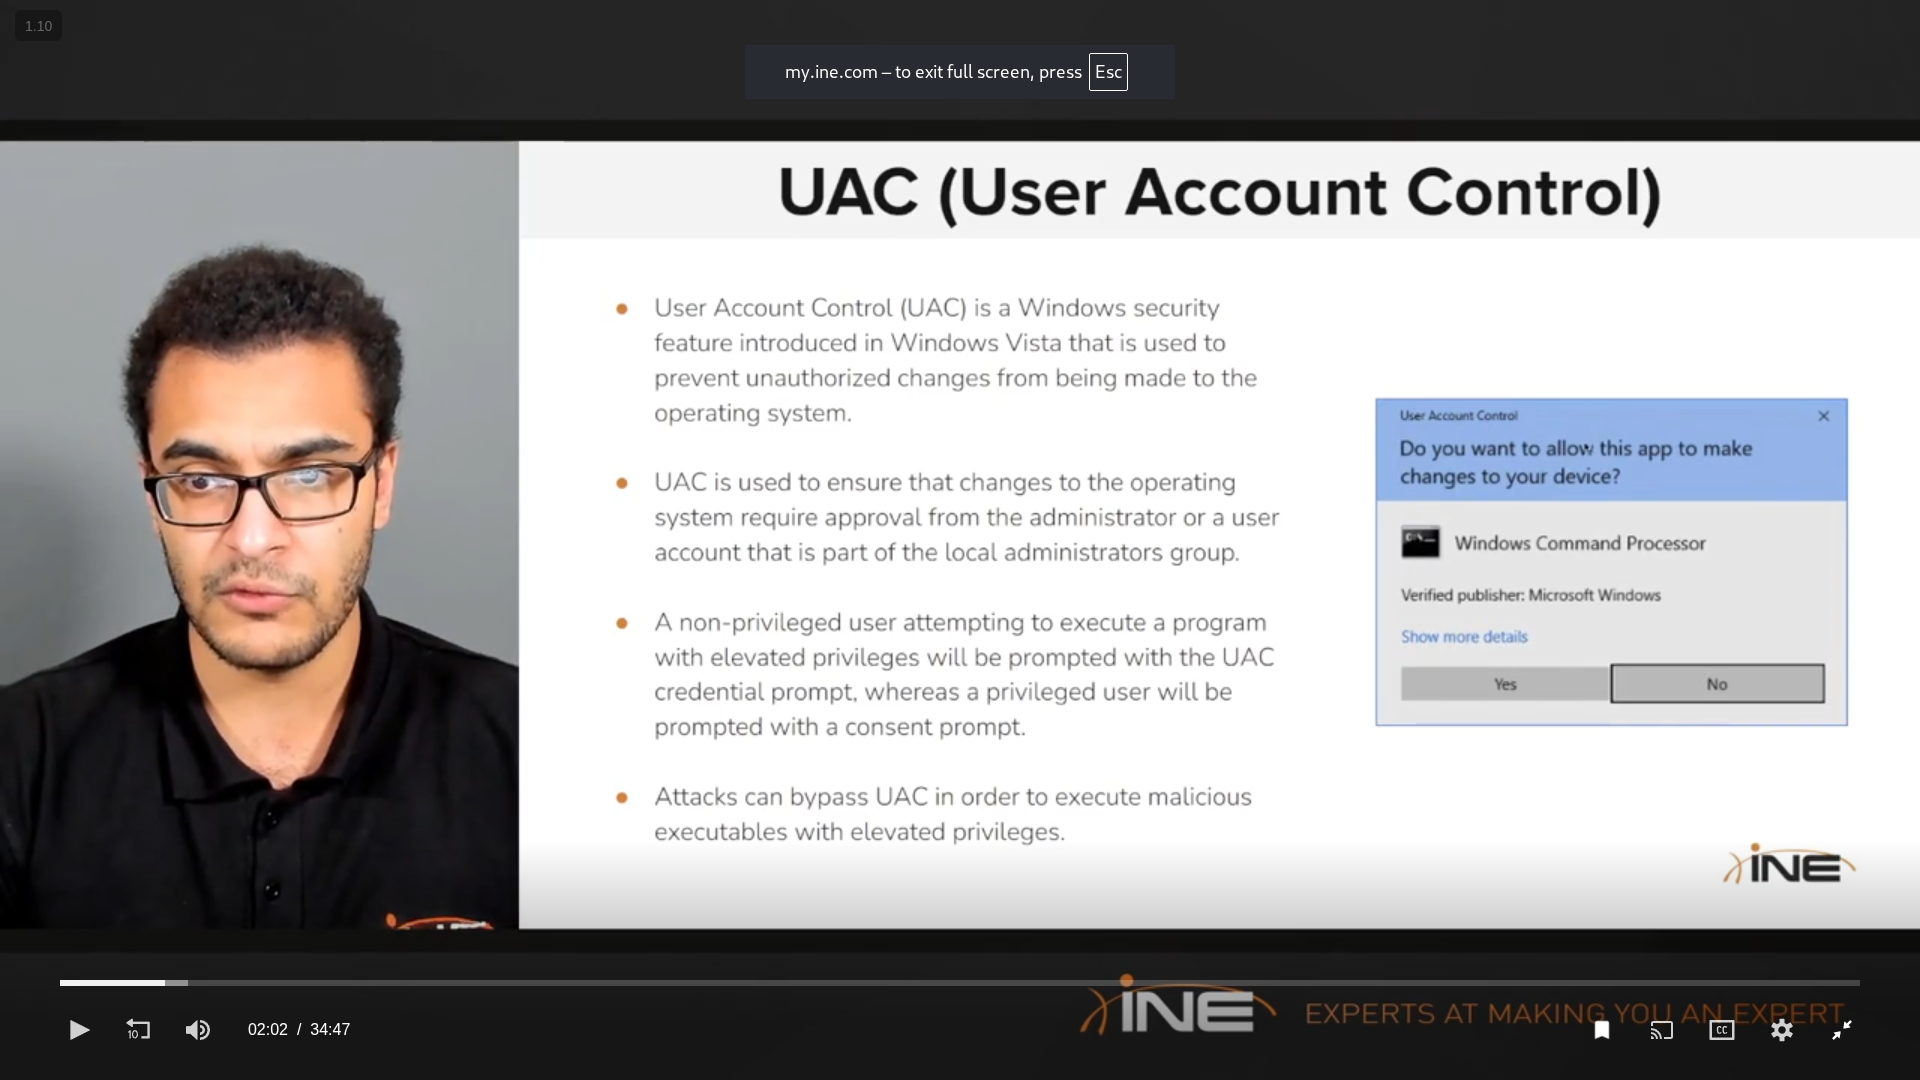 1.10
my.ine.com – to exit full screen, press Esc
UAC (User Account Control)
• User Account Control (UAC) is a Windows security
feature introduced in Windows Vista that is used to
prevent unauthorized changes from being made to the
operating system.
• UAC is used to ensure that changes to the operating
system require approval from the administrator or a user
account that is part of the local administrators group.
• A non-privileged user attempting to execute a program
with elevated privileges will be prompted with the UAC
credential prompt, whereas a privileged user will be
prompted with a consent prompt.
• Attacks can bypass UAC in order to execute malicious
executables with elevated privileges.
User Account Control
Do you want to allow this app to make
changes to your device?
C:\_
Windows Command Processor
Verified publisher: Microsoft Windows
Show more details
Yes
No
INE
INE
EXPERTS AT MAKING YOU AN EXPERT
10
02:02 / 34:47
CC